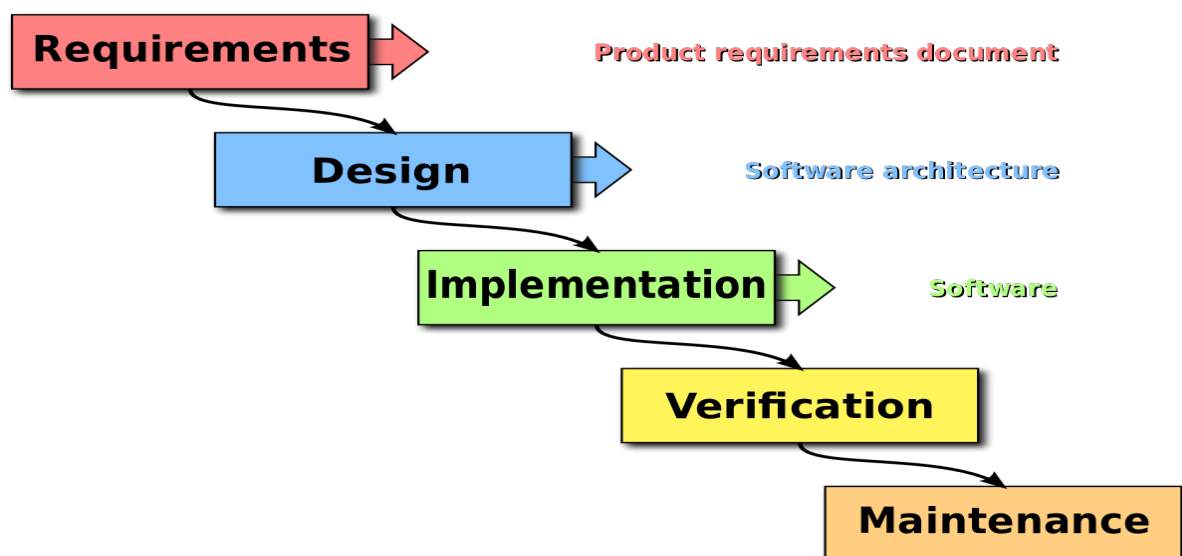 Requirements
Product requirements document
Design
Software architecture
Implementation
Software
Verification
Maintenance